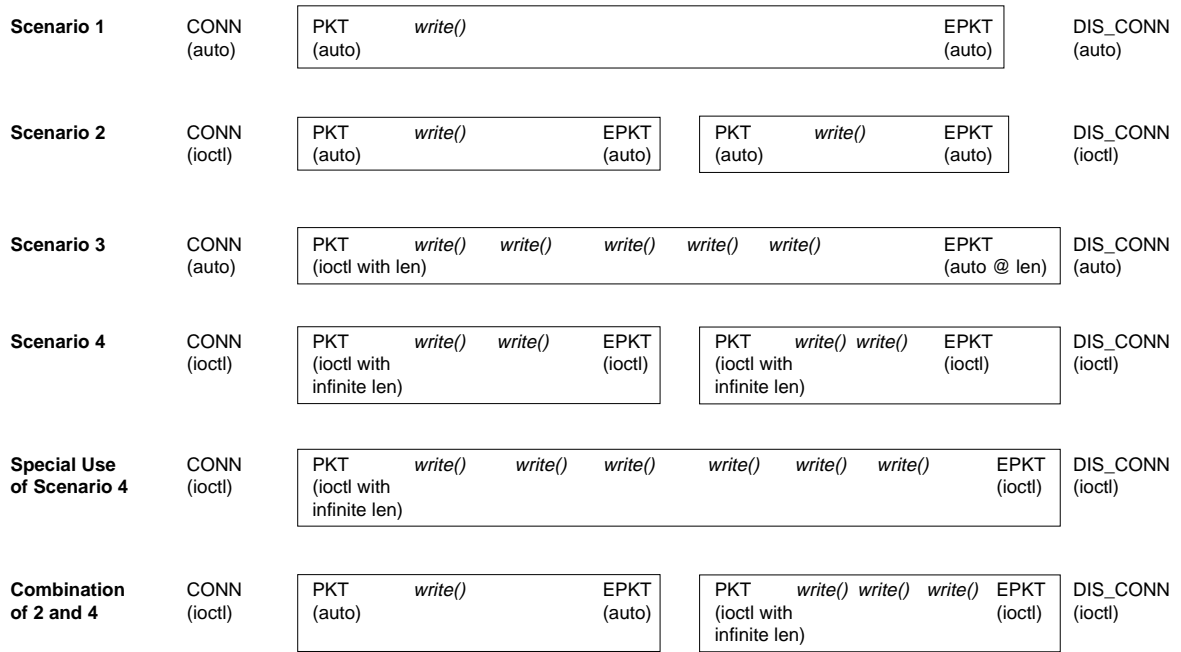 Scenario 1 CONN PKT write() EPKT DIS_CONN
(auto) (auto) (auto) (auto)
Scenario 2 CONN PKT write() EPKT PKT write() EPKT DIS_CONN
(ioctl) (auto) (auto) (auto) (auto) (ioctl)
Scenario 3 CONN PKT write() write() write() write() write() EPKT DIS_CONN
(auto) (ioctl with len) (auto @ len) (auto)
Scenario 4 CONN PKT write() write() EPKT PKT write() write() EPKT DIS_CONN
(ioctl) (ioctl with (ioctl) (ioctl with (ioctl) (ioctl)
infinite len) infinite len)
Special Use CONN PKT write() write() write() write() write() write() EPKT DIS_CONN
of Scenario 4 (ioctl) (ioctl with (ioctl) (ioctl)
infinite len)
Combination CONN PKT write() EPKT PKT write() write() write() EPKT DIS_CONN
of 2 and 4 (ioctl) (auto) (auto) (ioctl with (ioctl) (ioctl)
infinite len)